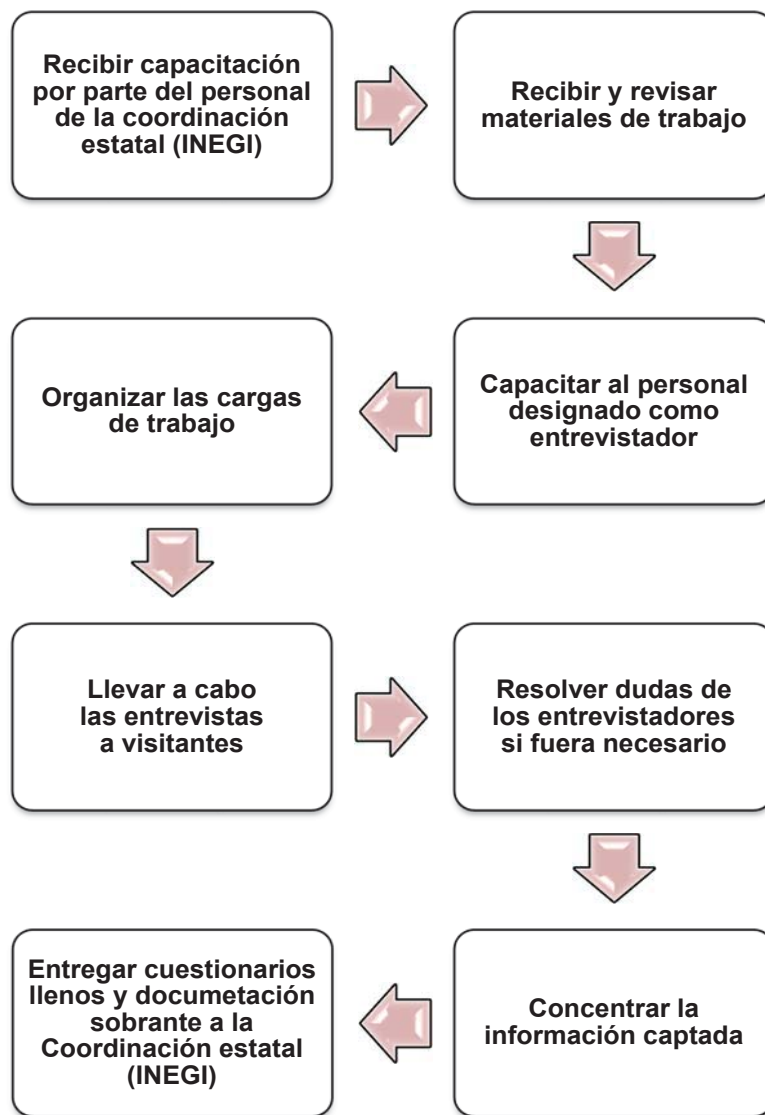 Recibir capacitación
por parte del personal
de la coordinación
estatal (INEGI)
Recibir y revisar
materiales de trabajo
Capacitar al personal
designado como
entrevistador
Organizar las cargas
de trabajo
Llevar a cabo
las entrevistas
a visitantes
Resolver dudas de
los entrevistadores
si fuera necesario
Concentrar la
información captada
Entregar cuestionarios
llenos y documetación
sobrante a la
Coordinación estatal
(INEGI)